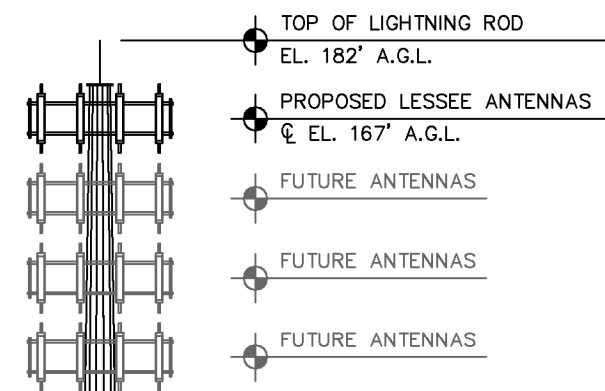 TOP OF LIGHTNING ROD
EL. 182' A.G.L.
PROPOSED LESSEE ANTENNAS
℄ EL. 167' A.G.L.
FUTURE ANTENNAS
FUTURE ANTENNAS
FUTURE ANTENNAS